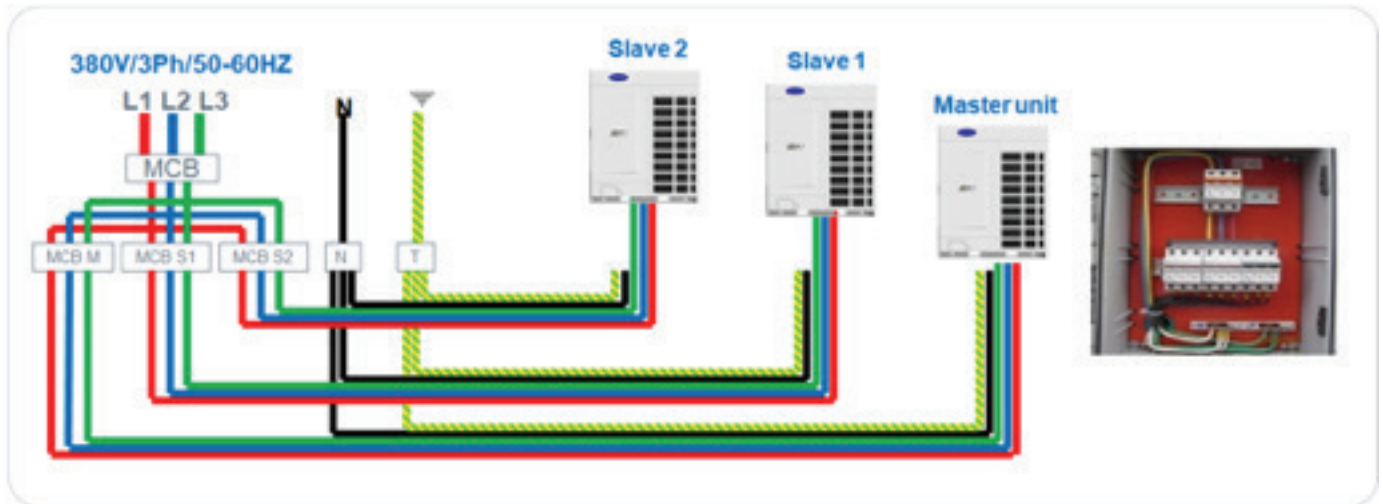 380V/3Ph/50-60HZ
L1 L2 L3
N
MCB
MCB M
MCB S1
MCB S2
N
T
Slave 2
Slave 1
Master unit